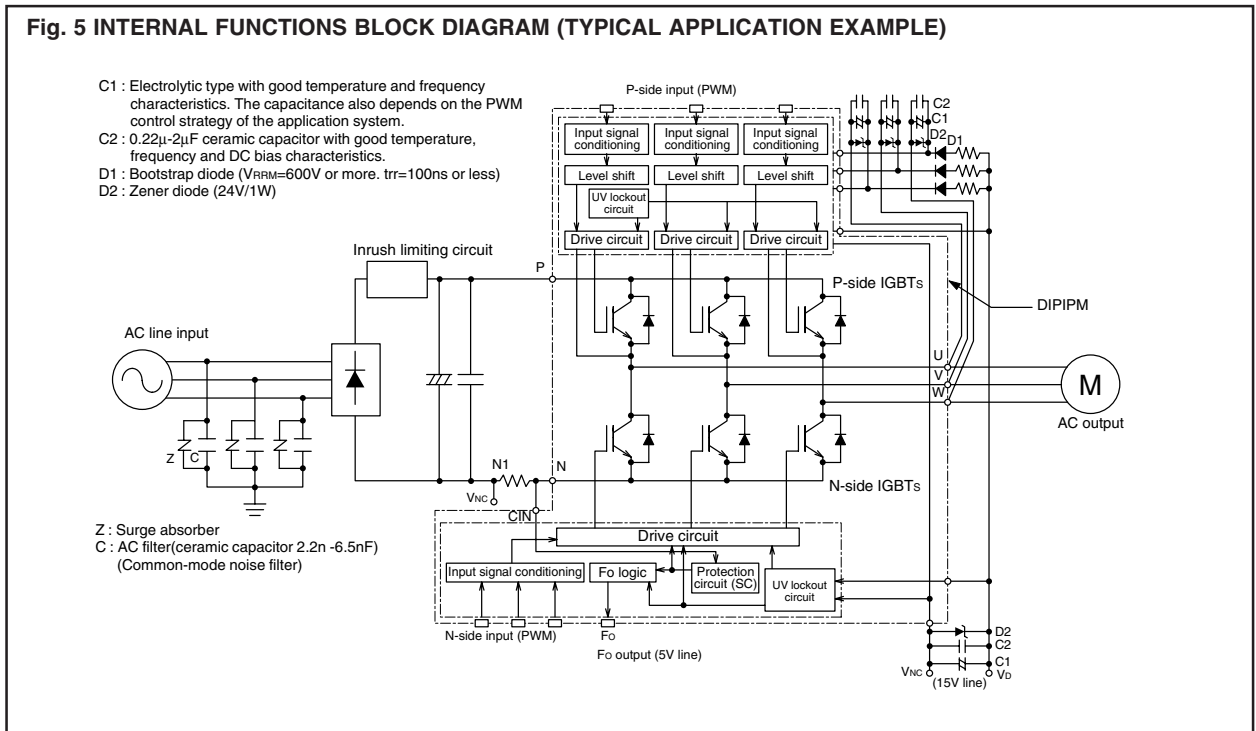 Fig. 5 INTERNAL FUNCTIONS BLOCK DIAGRAM (TYPICAL APPLICATION EXAMPLE)
C1 : Electrolytic type with good temperature and frequency
characteristics. The capacitance also depends on the PWM
control strategy of the application system.
C2 : 0.22μ-2μF ceramic capacitor with good temperature,
frequency and DC bias characteristics.
D1 : Bootstrap diode (VRRM=600V or more. trr=100ns or less)
D2 : Zener diode (24V/1W)
P-side input (PWM)
C2
C1
D2
D1
Input signal
conditioning
Input signal
conditioning
Input signal
conditioning
Level shift
Level shift
Level shift
UV lockout
circuit
Drive circuit
Drive circuit
Drive circuit
Inrush limiting circuit
P
P-side IGBTS
DIPIPM
AC line input
U
V
W
M
AC output
Z
C
N1
N
VNC
CIN
N-side IGBTS
Z : Surge absorber
C : AC filter(ceramic capacitor 2.2n -6.5nF)
(Common-mode noise filter)
Drive circuit
Input signal conditioning
Fo logic
Protection
circuit (SC)
UV lockout
circuit
N-side input (PWM)
FO
FO output (5V line)
D2
C2
C1
VNC
(15V line)
VD